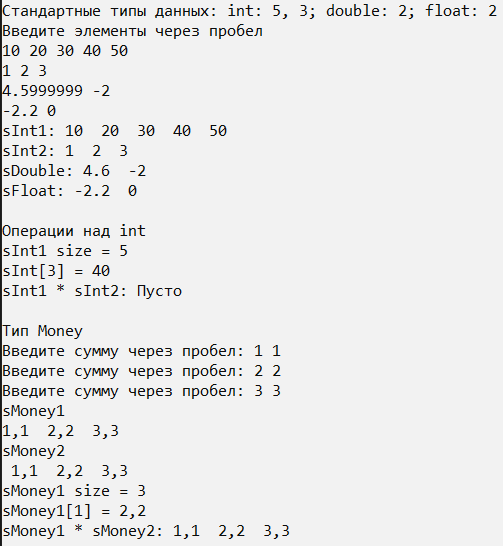 Стандартные типы данных: int: 5, 3; double: 2; float: 2
Введите элементы через пробел
10 20 30 40 50
1 2 3
4.5999999 -2
-2.2 0
sInt1: 10  20  30  40  50
sInt2: 1  2  3
sDouble: 4.6  -2
sFloat: -2.2  0
Операции над int
sInt1 size = 5
sInt[3] = 40
sInt1 * sInt2: Пусто
Тип Money
Введите сумму через пробел: 1 1
Введите сумму через пробел: 2 2
Введите сумму через пробел: 3 3
sMoney1
1,1  2,2  3,3
sMoney2
 1,1  2,2  3,3
sMoney1 size = 3
sMoney1[1] = 2,2
sMoney1 * sMoney2: 1,1  2,2  3,3